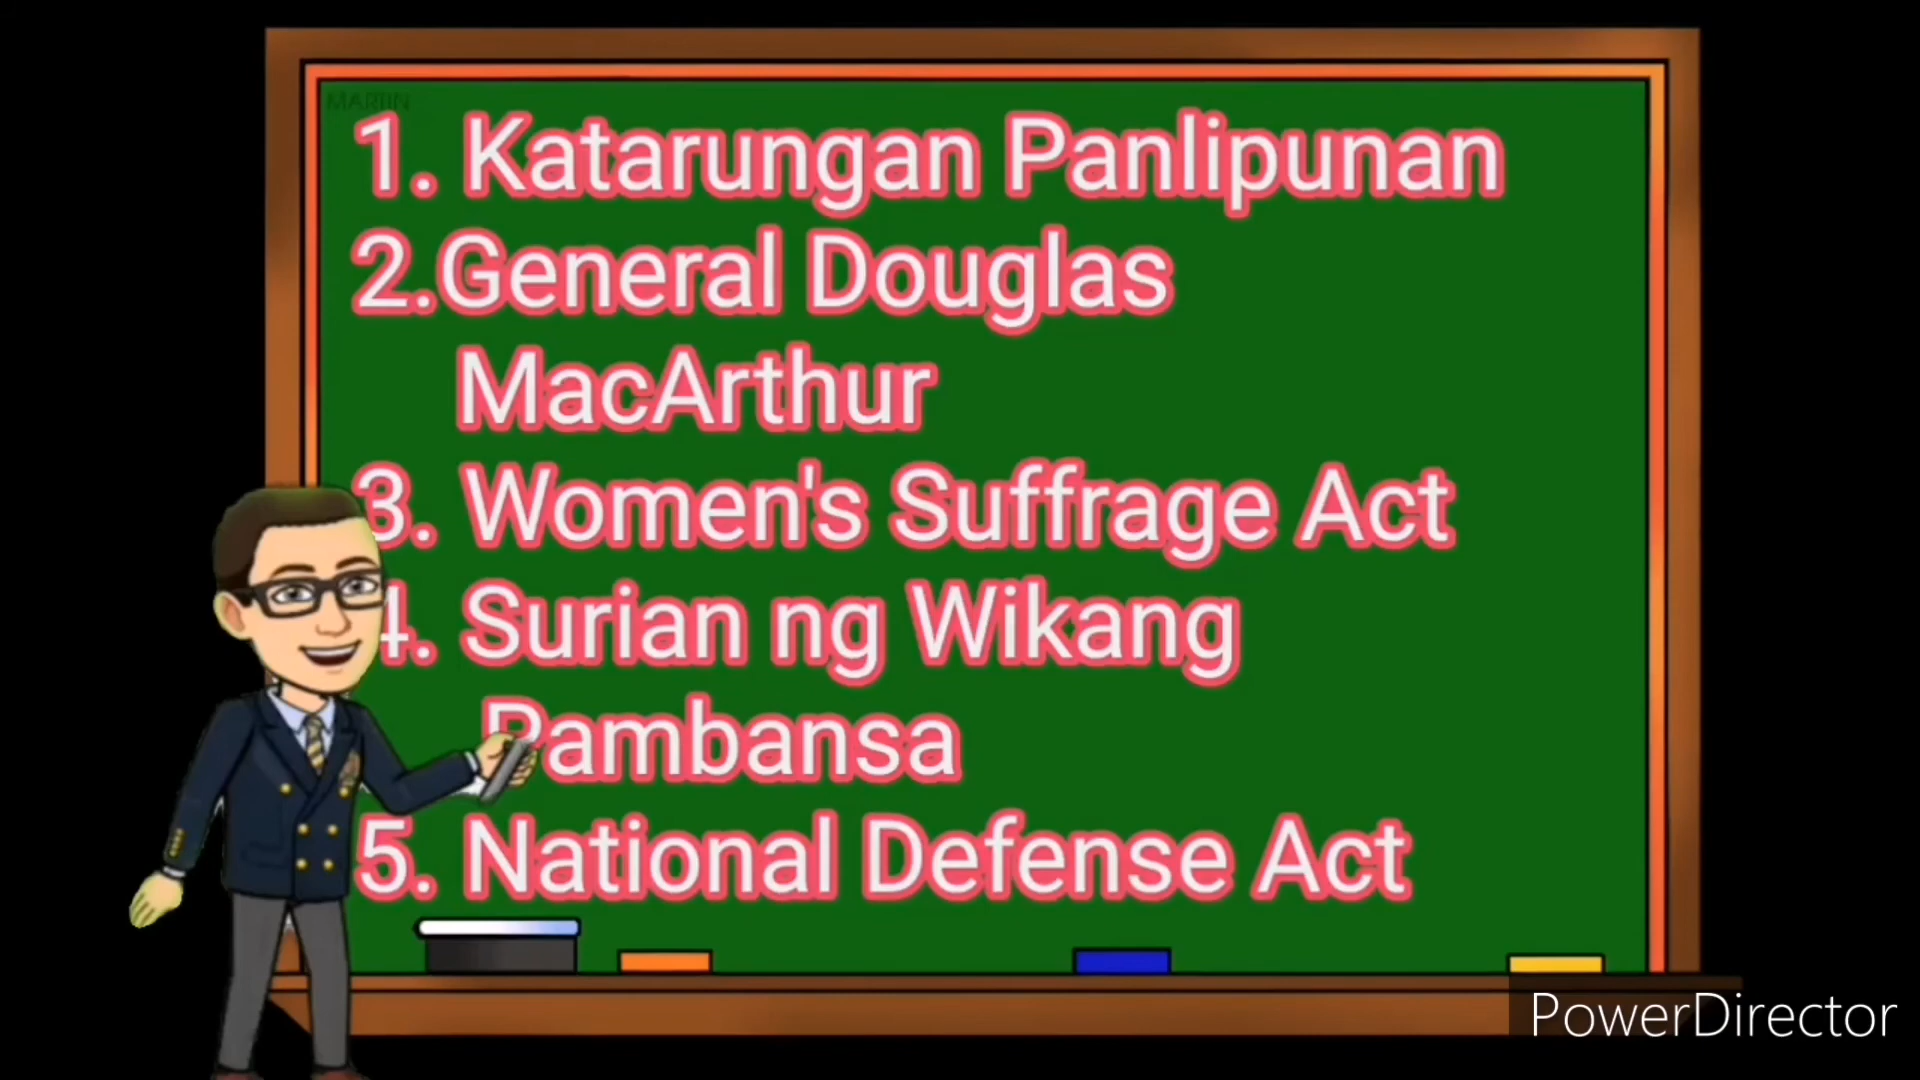 MARTIN
1. Katarungan Panlipunan
2.General Douglas
MacArthur
3. Women's Suffrage Act
4. Surian ng Wikang
Pambansa
5. National Defense Act
PowerDirector